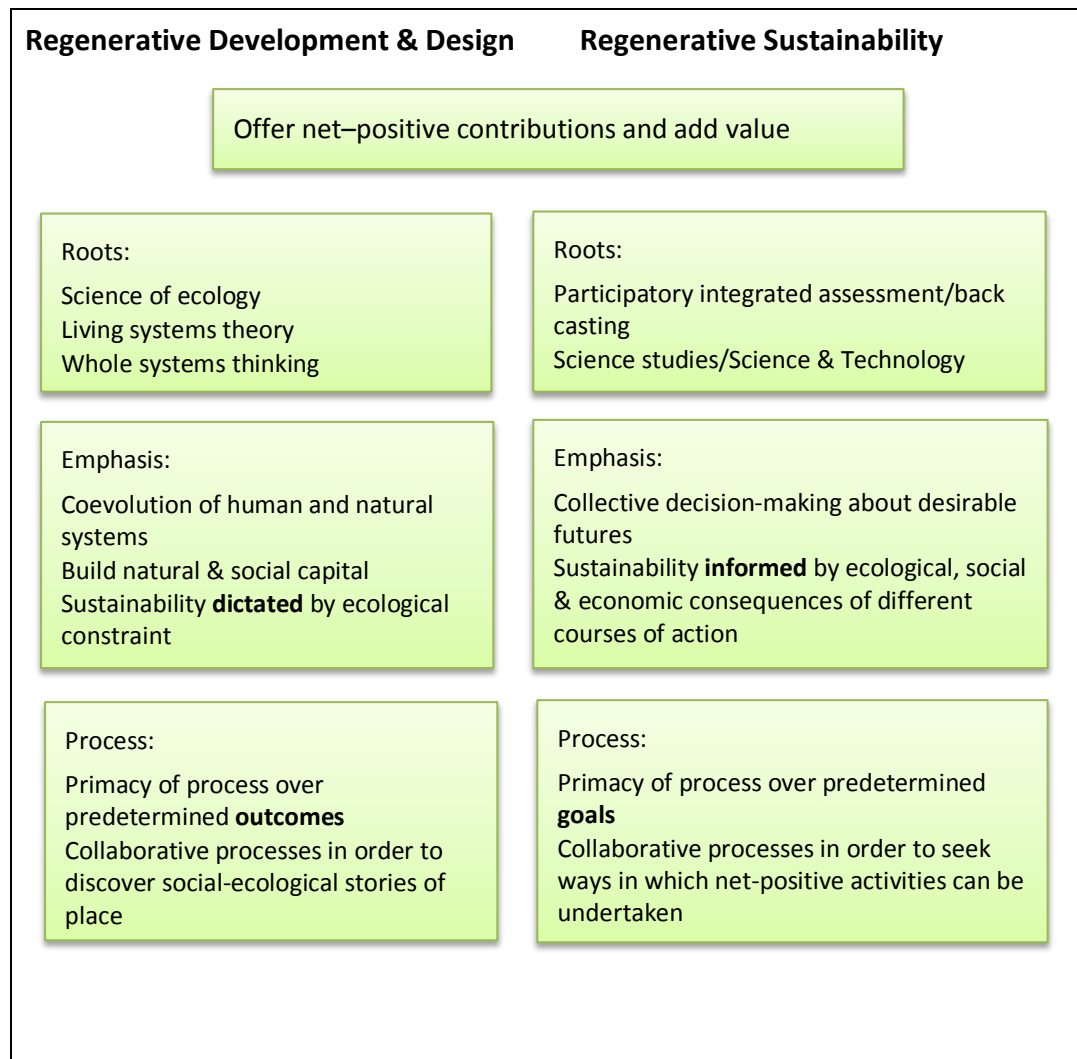 Regenerative Development & Design
Regenerative Sustainability
Offer net–positive contributions and add value
Roots:
Science of ecology
Living systems theory
Whole systems thinking
Roots:
Participatory integrated assessment/back
casting
Science studies/Science & Technology
Emphasis:
Coevolution of human and natural
systems
Build natural & social capital
Sustainability dictated by ecological
constraint
Emphasis:
Collective decision-making about desirable
futures
Sustainability informed by ecological, social
& economic consequences of different
courses of action
Process:
Primacy of process over
predetermined outcomes
Collaborative processes in order to
discover social-ecological stories of
place
Process:
Primacy of process over predetermined
goals
Collaborative processes in order to seek
ways in which net-positive activities can be
undertaken